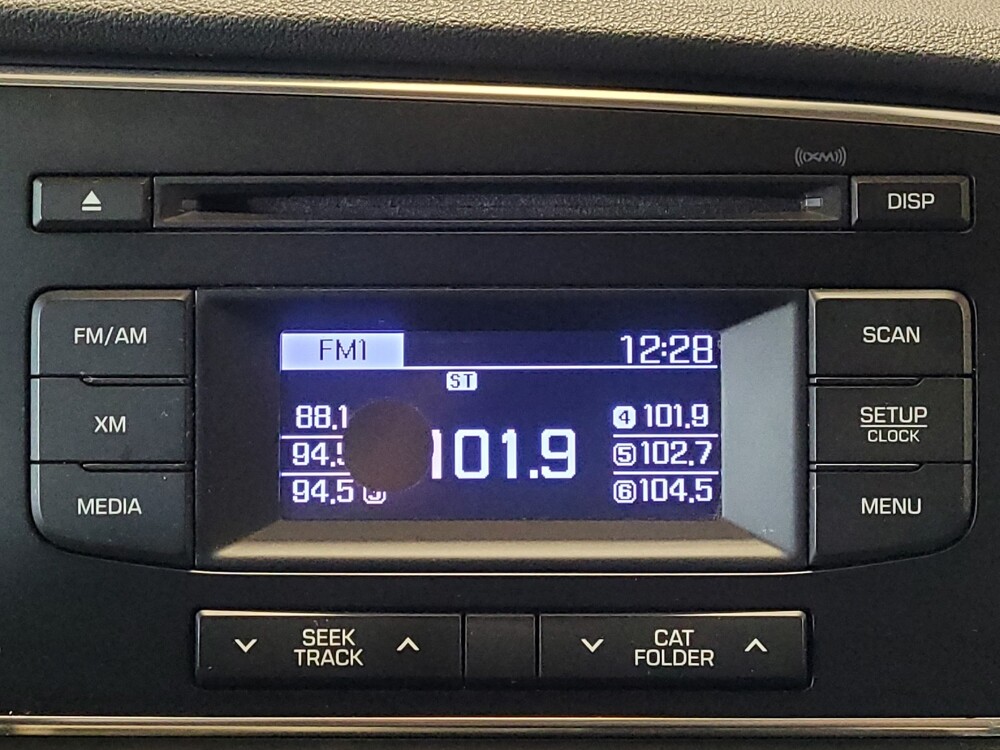 ((XM))
DISP
FM/AM
SCAN
FM1
12:28
ST
XM
SETUP
CLOCK
88.1
101.9
4 101.9
5 102.7
94.5
6 104.5
MEDIA
MENU
SEEK
TRACK
CAT
FOLDER